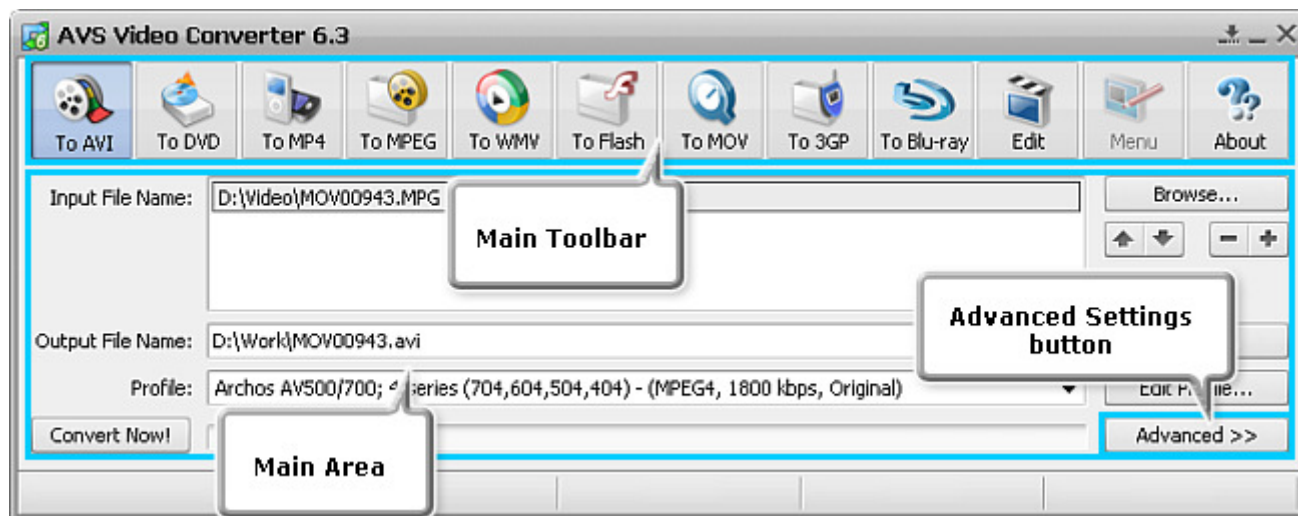 AVS Video Converter 6.3
To AVI
To DVD
To MP4
To MPEG
To WMV
To Flash
To MOV
To 3GP
To Blu-ray
Edit
Menu
About
Input File Name:
D:\Video\MOV00943.MPG
Browse...
Main Toolbar
Advanced Settings
button
Output File Name:
D:\Work\MOV00943.avi
Profile:
Archos AV500/700; 4 series (704,604,504,404) - (MPEG4, 1800 kbps, Original)
Edit
Convert Now!
Main Area
Advanced >>